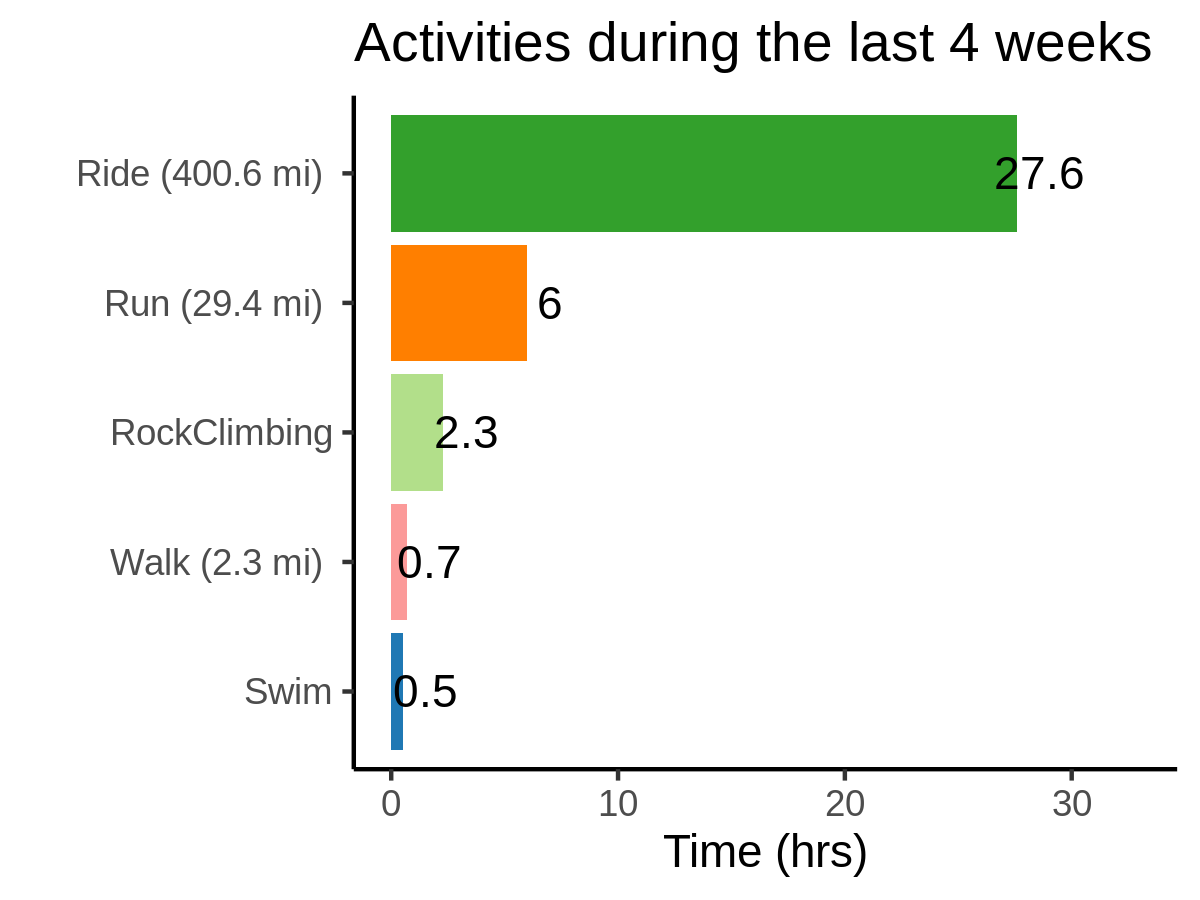 Activities during the last 4 weeks
Ride (400.6 mi)
27.6
Run (29.4 mi)
6
RockClimbing
2.3
Walk (2.3 mi)
0.7
Swim
0.5
0 10 20 30
Time (hrs)